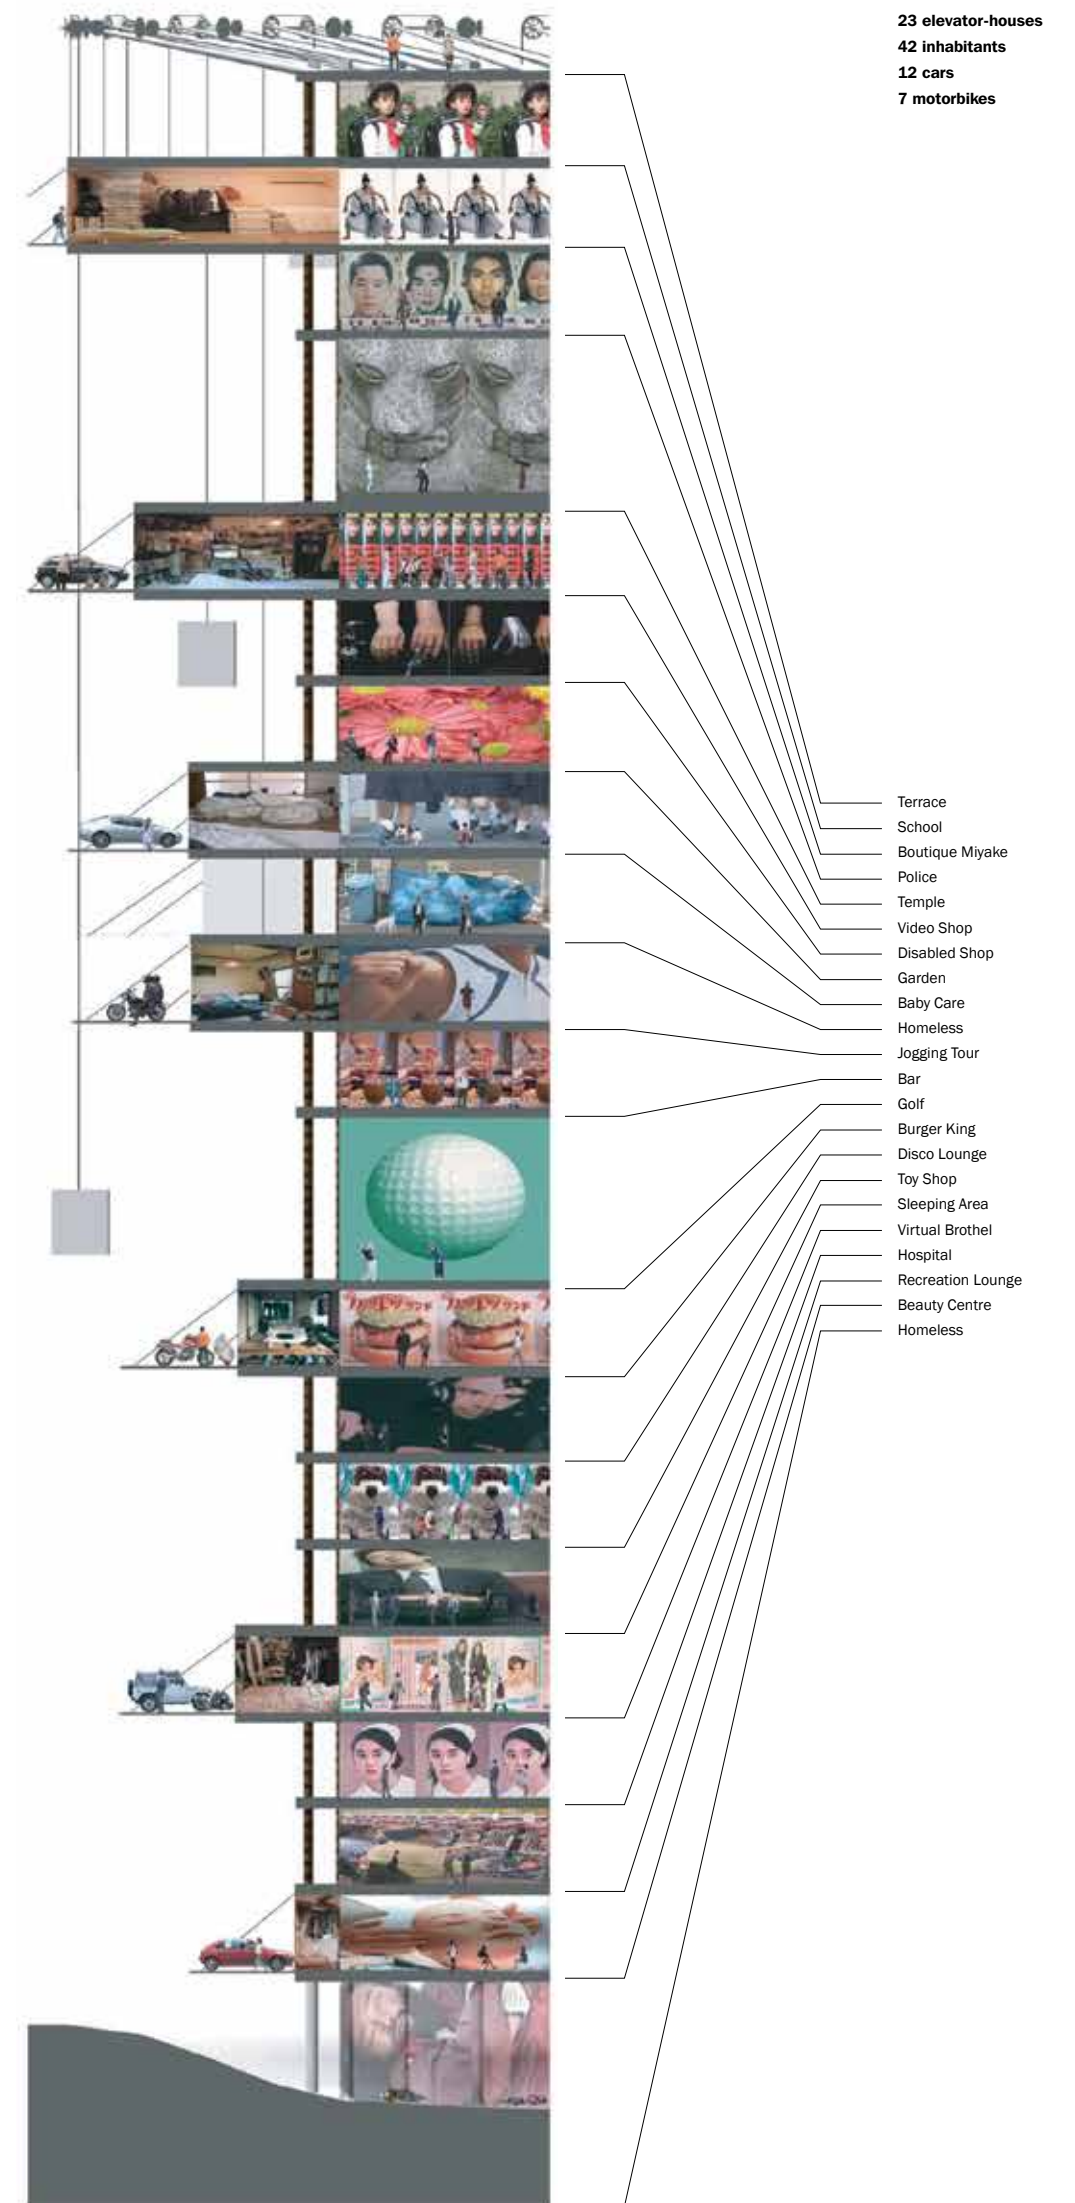 23 elevator-houses
42 inhabitants
12 cars
7 motorbikes
Terrace
School
Boutique Miyake
Police
Temple
Video Shop
Disabled Shop
Garden
Baby Care
Homeless
Jogging Tour
Bar
Golf
Burger King
Disco Lounge
Toy Shop
Sleeping Area
Virtual Brothel
Hospital
Recreation Lounge
Beauty Centre
Homeless